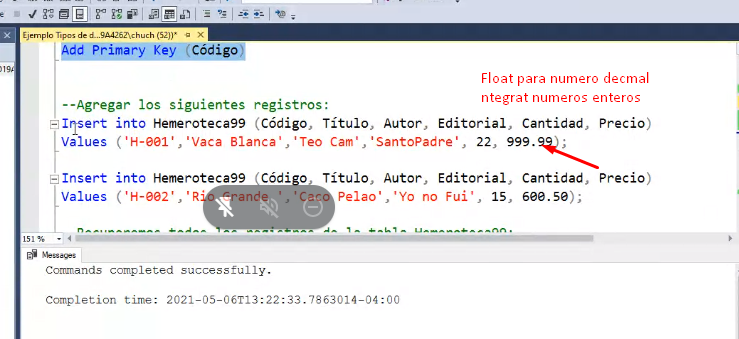 Ejemplo Tipos de d...9A4262\chuch (52))*
019A
Add Primary Key (Código)
Float para numero decmal
ntegrat numeros enteros
--Agregar los siguientes registros:
Insert into Hemeroteca99 (Código, Título, Autor, Editorial, Cantidad, Precio)
Values ('H-001','Vaca Blanca','Teo Cam','SantoPadre', 22, 999.99);
Insert into Hemeroteca99 (Código, Título, Autor, Editorial, Cantidad, Precio)
Values ('H-002','Rio Grande ','Caco Pelao','Yo no Fui', 15, 600.50);
--Recuperemos todos los registros de la tabla Hemeroteca99:
151 %
Messages
Commands completed successfully.
Completion time: 2021-05-06T13:22:33.7863014-04:00